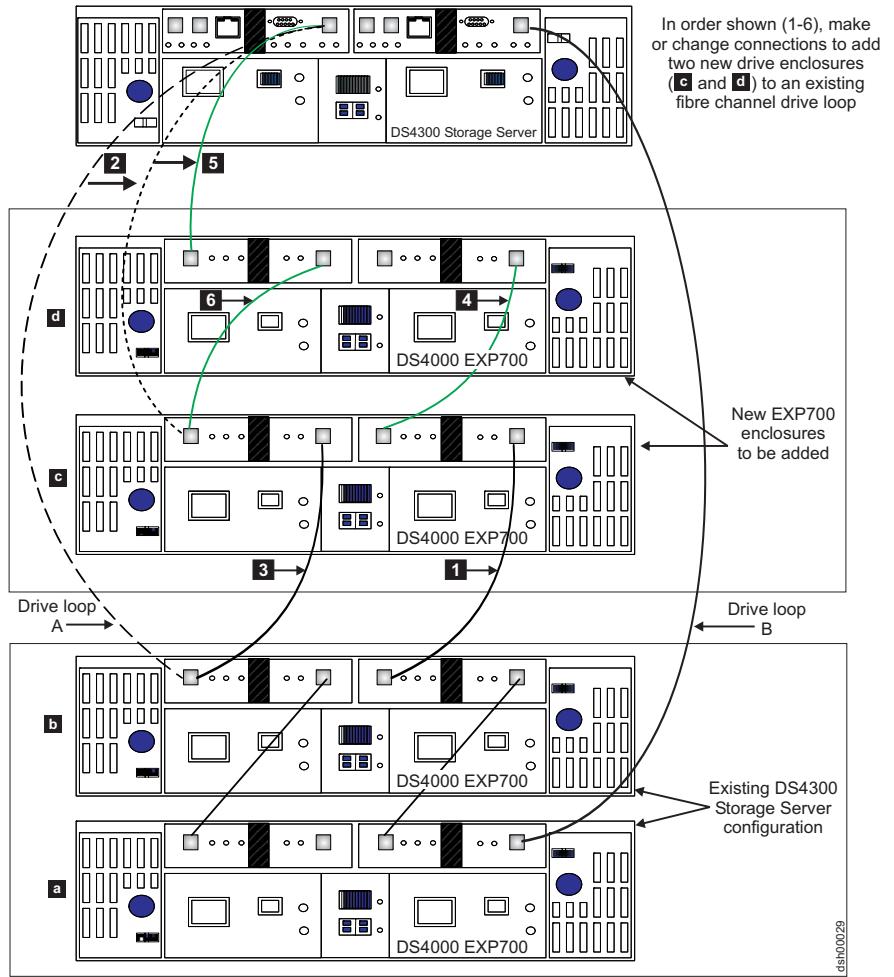 In order shown (1-6), make
or change connections to add
two new drive enclosures
(c and d) to an existing
fibre channel drive loop
DS4300 Storage Server
2
5
6
4
d
DS4000 EXP700
New EXP700
enclosures
to be added
c
DS4000 EXP700
3
1
Drive loop
A
Drive loop
B
b
DS4000 EXP700
Existing DS4300
Storage Server
configuration
a
DS4000 EXP700
dsh00029